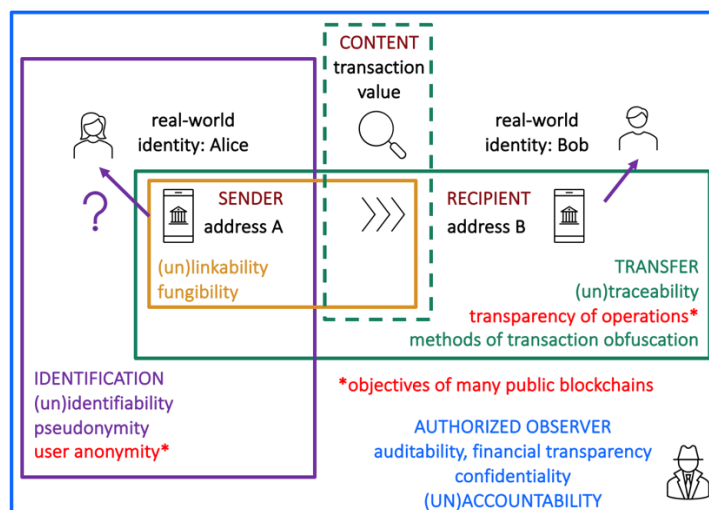 CONTENT
transaction
value
real-world
identity: Alice
real-world
identity: Bob
?
SENDER
address A
RECIPIENT
address B
(un)linkability
fungibility
TRANSFER
(un)traceability
transparency of operations*
methods of transaction obfuscation
IDENTIFICATION
(un)identifiability
pseudonymity
user anonymity*
*objectives of many public blockchains
AUTHORIZED OBSERVER
auditability, financial transparency
confidentiality
(UN)ACCOUNTABILITY